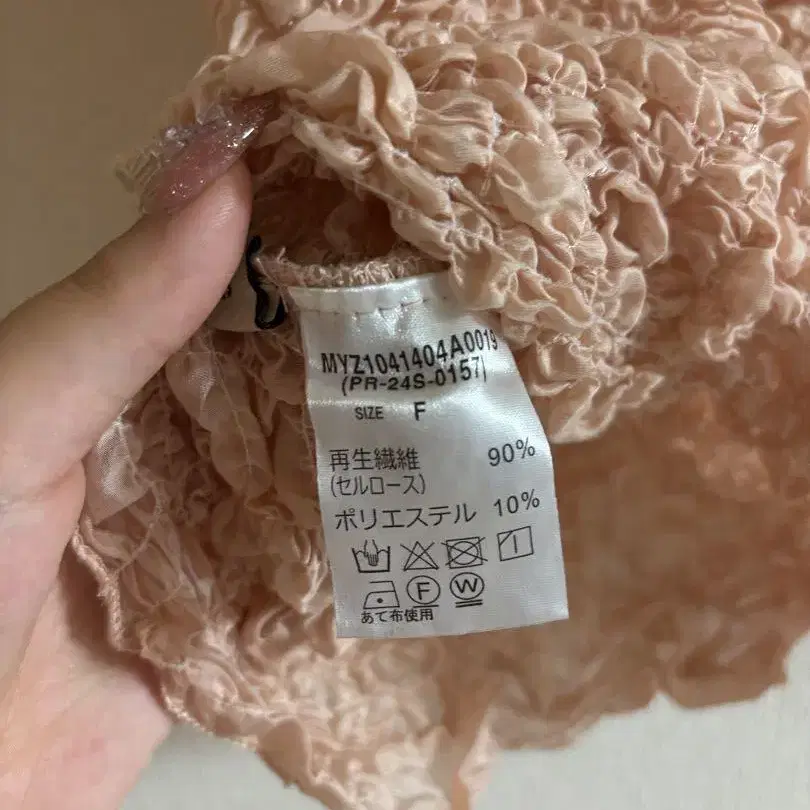 MYZ1041404A0019
(PR-24S-0157)
SIZE F
再生繊維 90%
(セルロース)
ポリエステル 10%
F W
あて布使用